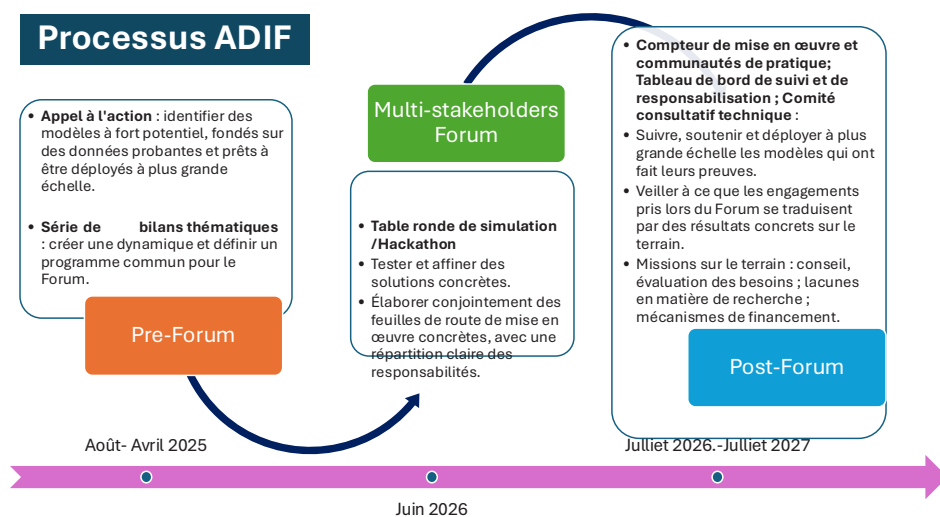 Processus ADIF
• Appel à l'action : identifier des
modèles à fort potentiel, fondés sur
des données probantes et prêts à
être déployés à plus grande
échelle.
• Série de bilans thématiques
: créer une dynamique et définir un
programme commun pour le
Forum.
Pre-Forum
Multi-stakeholders
Forum
• Table ronde de simulation
/Hackathon
• Tester et affiner des
solutions concrètes.
• Élaborer conjointement des
feuilles de route de mise en
œuvre concrètes, avec une
répartition claire des
responsabilités.
• Compteur de mise en œuvre et
communautés de pratique;
Tableau de bord de suivi et de
responsabilisation ; Comité
consultatif technique :
• Suivre, soutenir et déployer à plus
grande échelle les modèles qui ont
fait leurs preuves.
• Veiller à ce que les engagements
pris lors du Forum se traduisent
par des résultats concrets sur le
terrain.
• Missions sur le terrain : conseil,
évaluation des besoins ; lacunes
en matière de recherche ;
mécanismes de financement.
Post-Forum
Août- Avril 2025
Juin 2026
Julliet 2026.-Julliet 2027